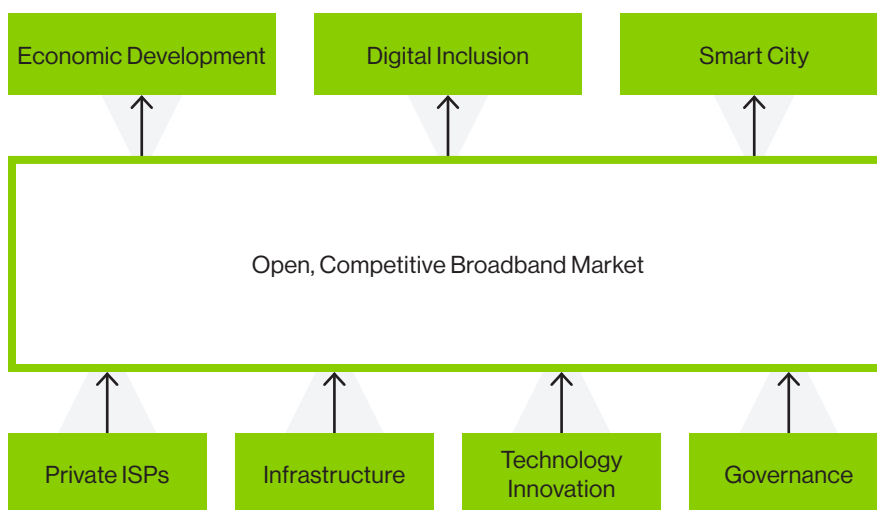 Economic Development
Digital Inclusion
Smart City
Open, Competitive Broadband Market
Private ISPs
Infrastructure
Technology
Innovation
Governance